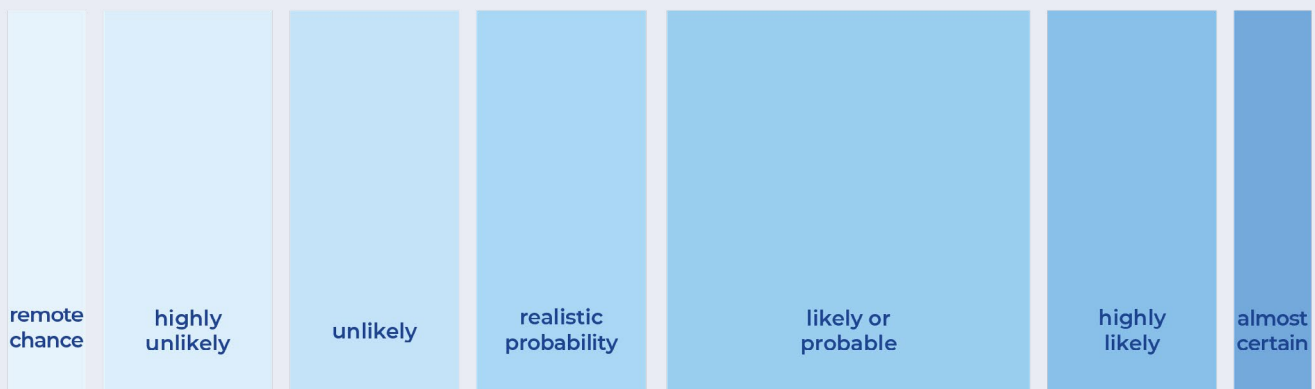 remote
chance
highly
unlikely
unlikely
realistic
probability
likely or
probable
highly
likely
almost
certain